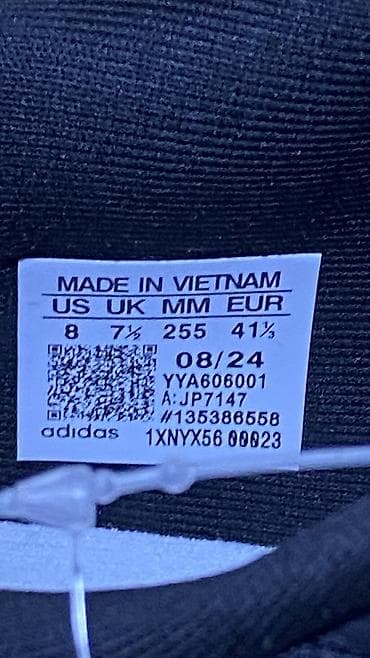 MADE IN VIETNAM
US UK MM EUR
8 7½ 255 41⅓
08/24
YYA606001
A:JP7147
#135386558
adidas 1XNYX56 00023